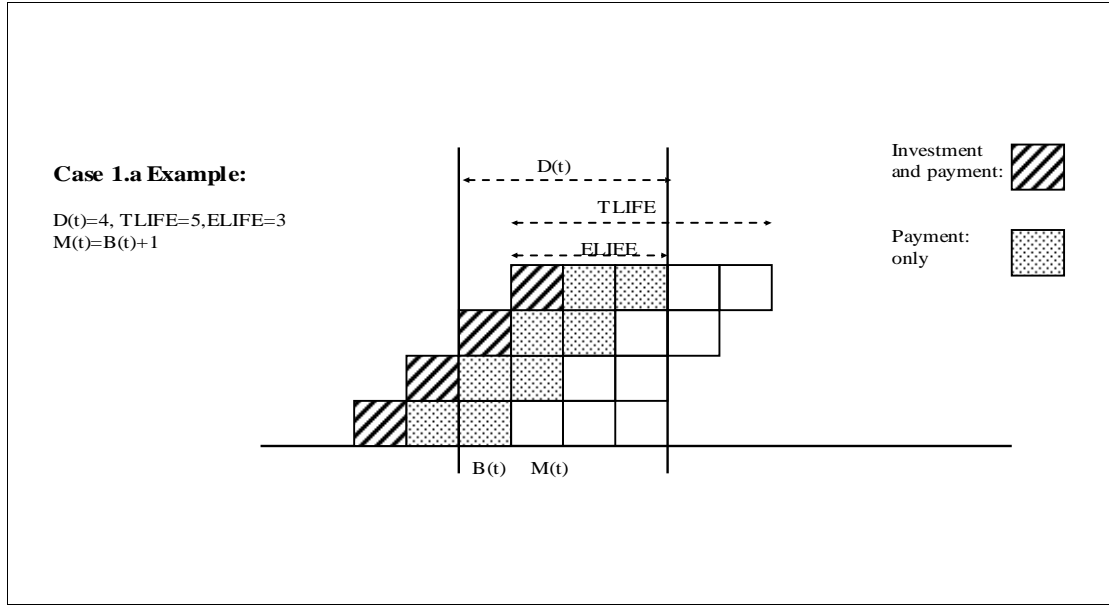 Case 1.a Example:
D(t)=4, TLIFE=5,ELIFE=3
M(t)=B(t)+1
D(t)
TLIFE
ELIFE
B(t)
M(t)
Investment
and payment:
Payment:
only